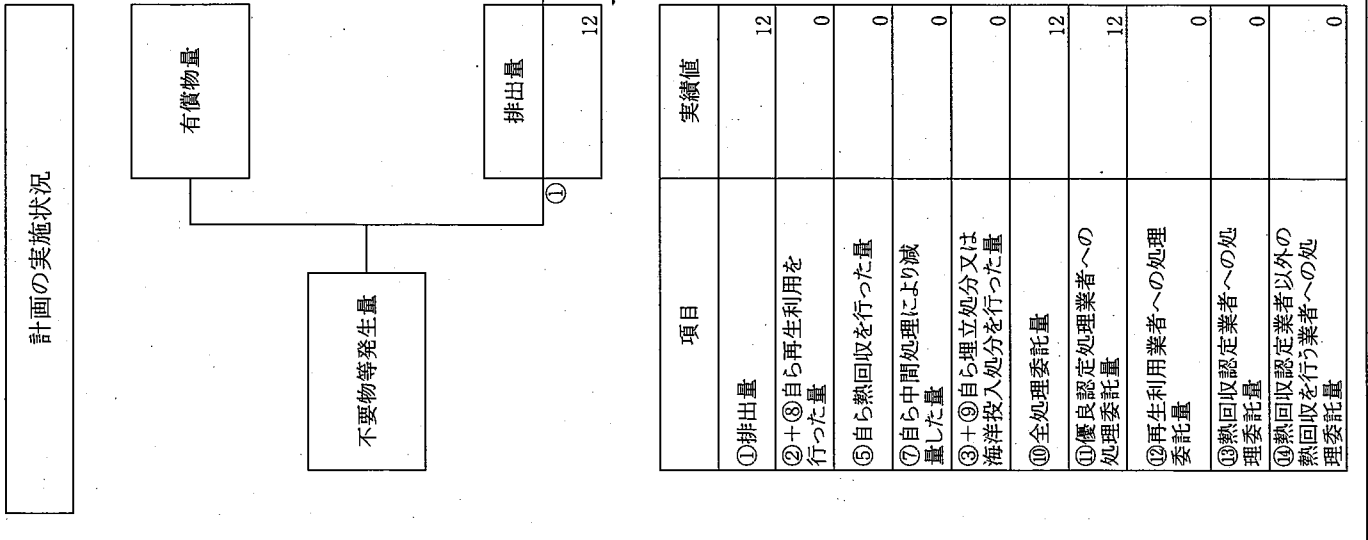 計画の実施状況
有償物量
不要物等発生量
排出量
①
12
項目
実績値
①排出量
12
②+⑧自ら再生利用を
行った量
0
⑤自ら熱回収を行った量
0
⑦自ら中間処理により減
量した量
0
③+⑨自ら埋立処分又は
海洋投入処分を行った量
0
⑩全処理委託量
12
⑪優良認定処理業者への
処理委託量
12
⑫再生利用業者への処理
委託量
0
⑬熱回収認定業者への処
理委託量
0
⑭熱回収認定業者以外の
熱回収を行う業者への処
理委託量
0